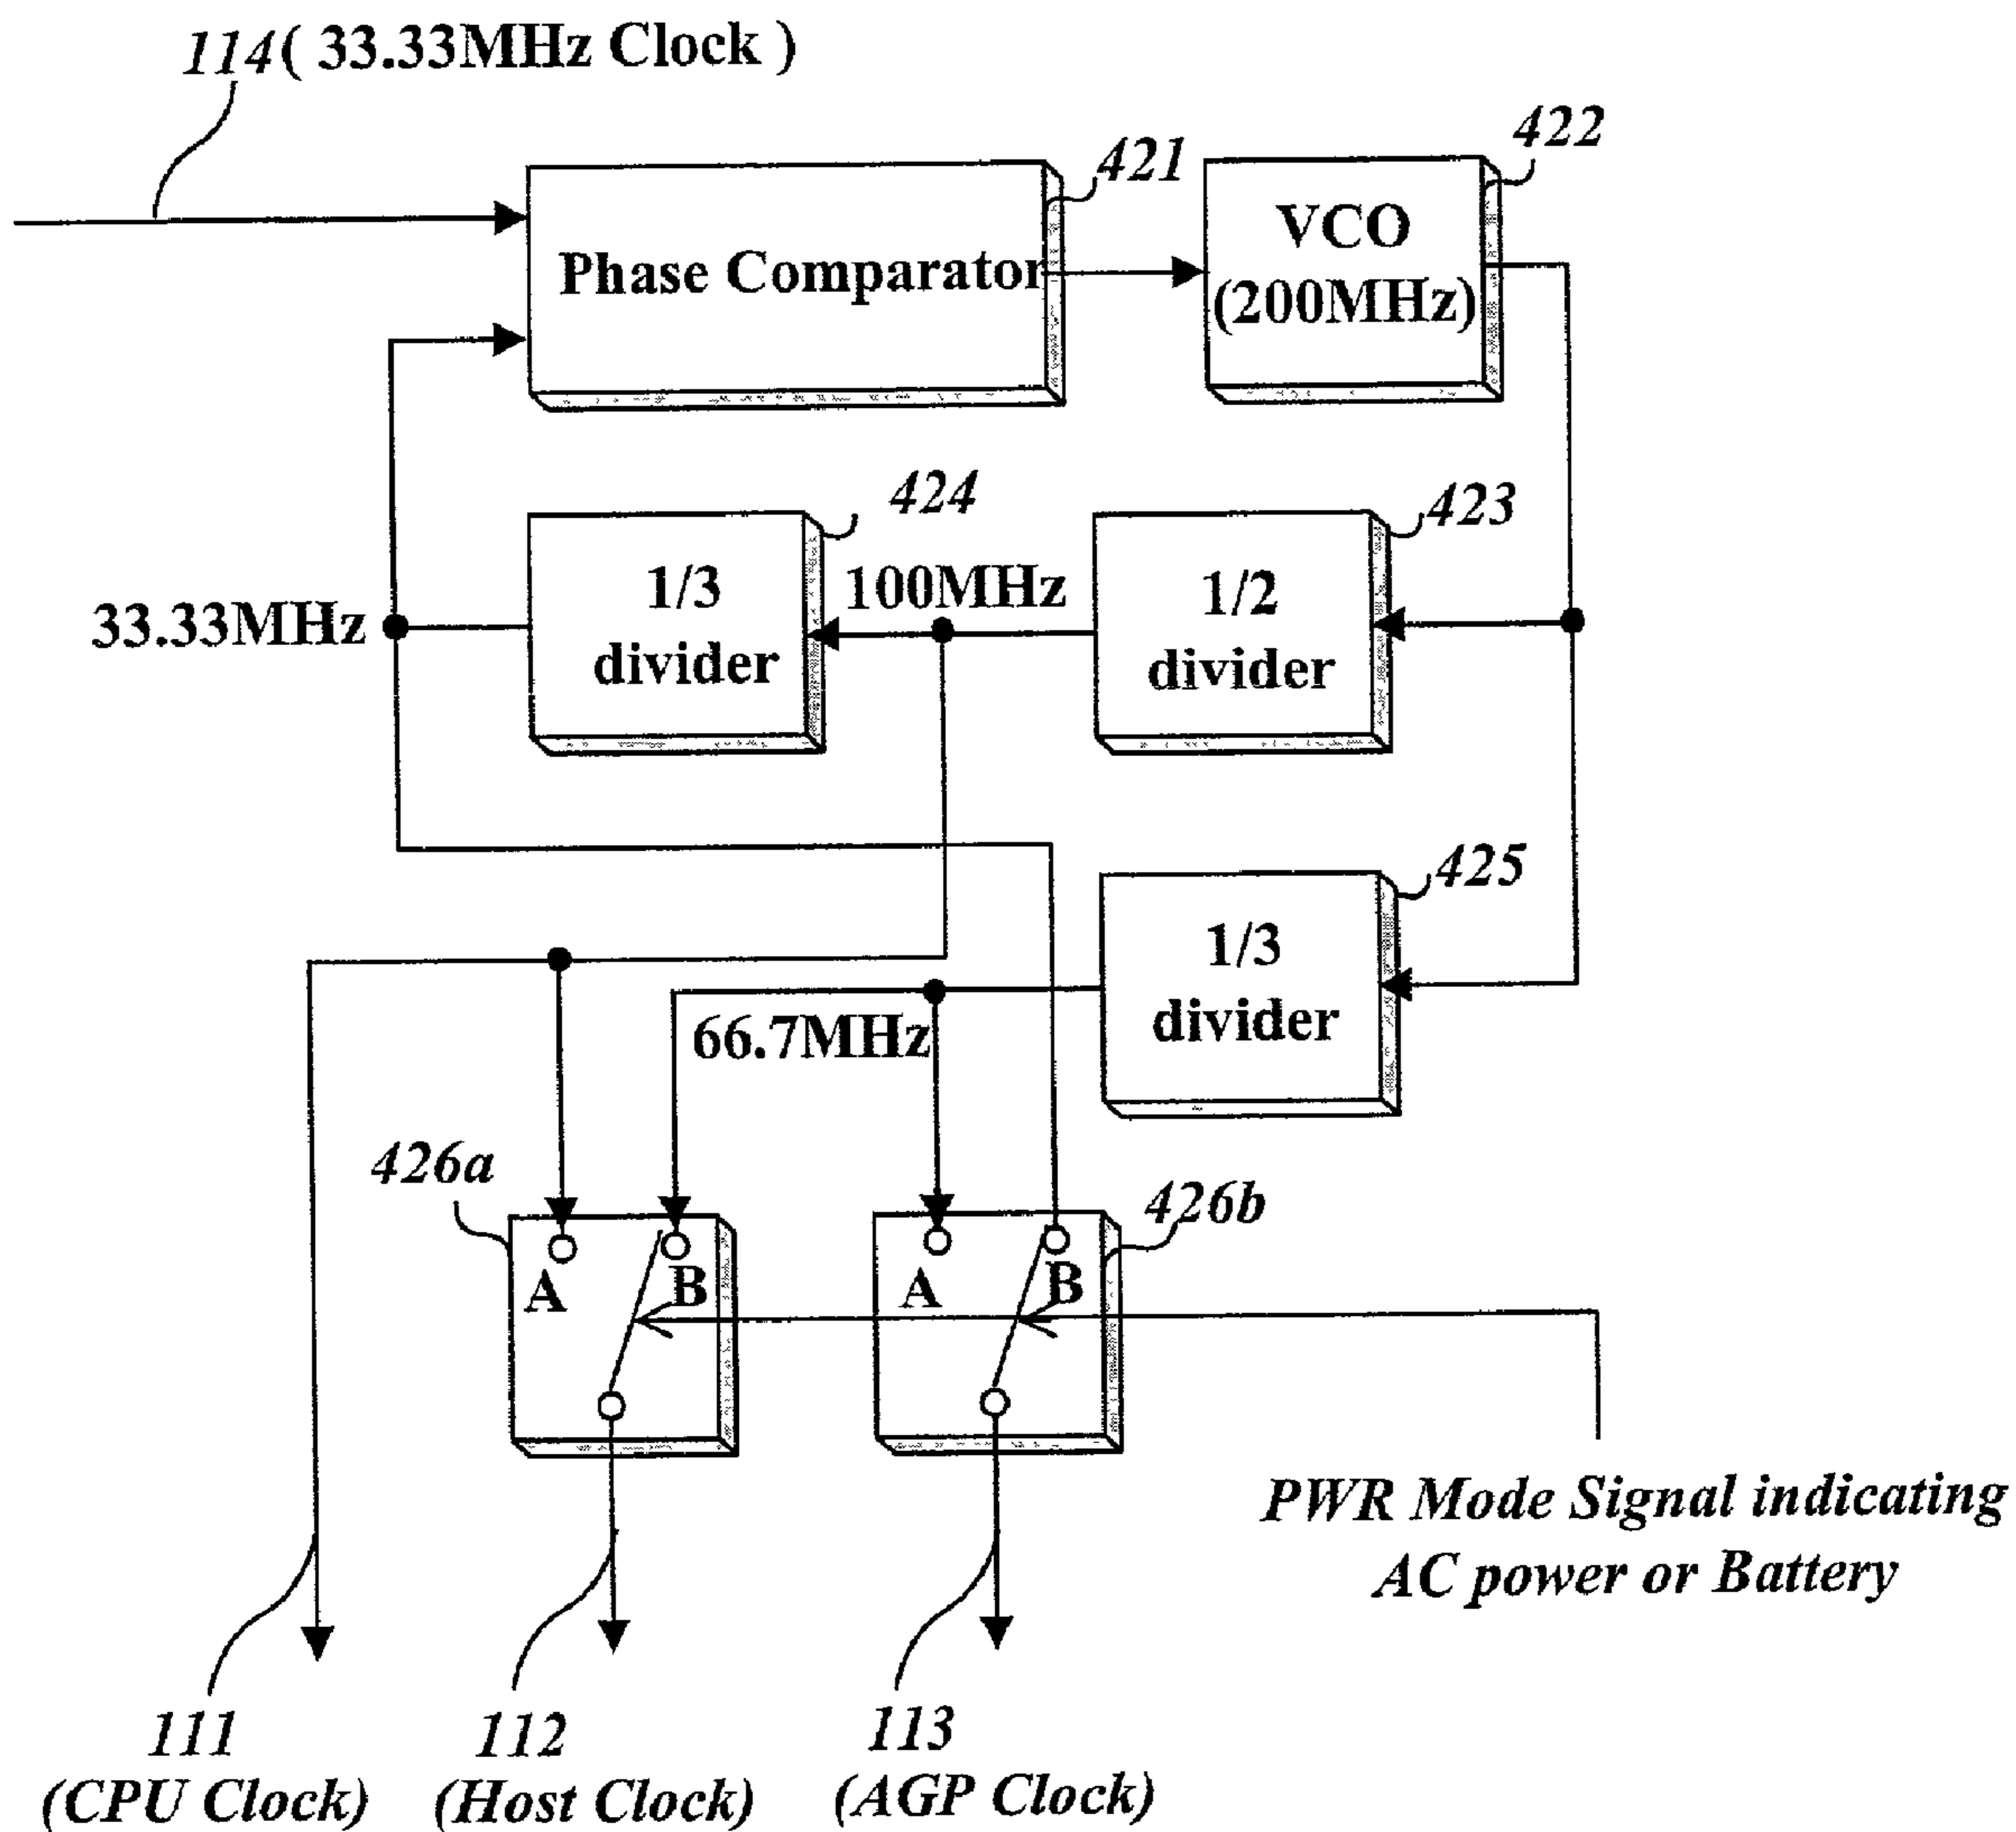 114 ( 33.33MHz Clock )
421
422
Phase Comparator
VCO
(200MHz)
424
423
1/3
divider
100MHz
1/2
divider
33.33MHz
425
1/3
divider
66.7MHz
426a
426b
A
B
A
B
PWR Mode Signal indicating
AC power or Battery
111
(CPU Clock)
112
(Host Clock)
113
(AGP Clock)